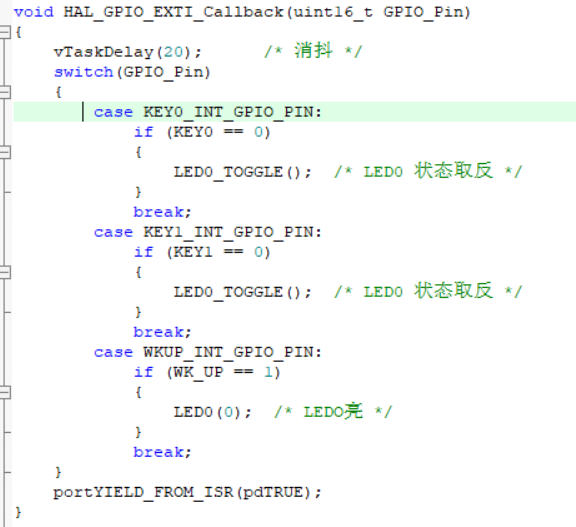 void HAL_GPIO_EXTI_Callback(uint16_t GPIO_Pin)
{
    vTaskDelay(20);      /* 消抖 */
    switch(GPIO_Pin)
    {
        case KEY0_INT_GPIO_PIN:
            if (KEY0 == 0)
            {
                LED0_TOGGLE();  /* LED0 状态取反 */
            }
            break;
        case KEY1_INT_GPIO_PIN:
            if (KEY1 == 0)
            {
                LED0_TOGGLE();  /* LED0 状态取反 */
            }
            break;
        case WKUP_INT_GPIO_PIN:
            if (WK_UP == 1)
            {
                LED0(0);  /* LED0亮 */
            }
            break;
    }
    portYIELD_FROM_ISR(pdTRUE);
}